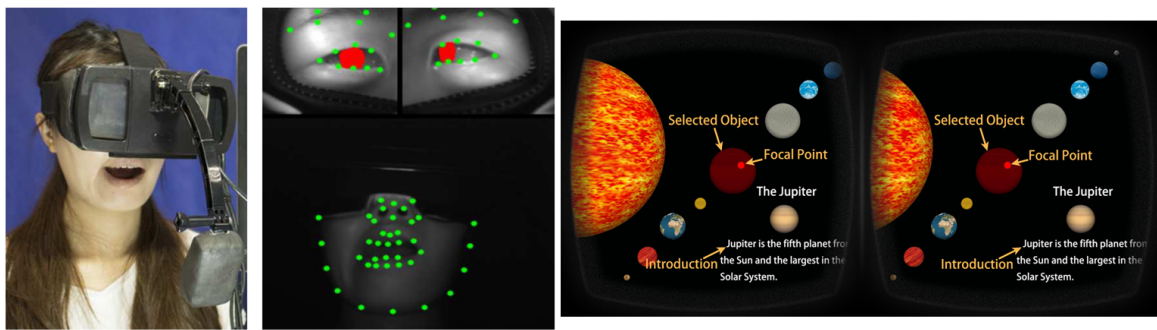 Selected Object
Focal Point
The Jupiter
Introduction
Jupiter is the fifth planet from
the Sun and the largest in the
Solar System.
Selected Object
Focal Point
The Jupiter
Introduction
Jupiter is the fifth planet from
the Sun and the largest in the
Solar System.